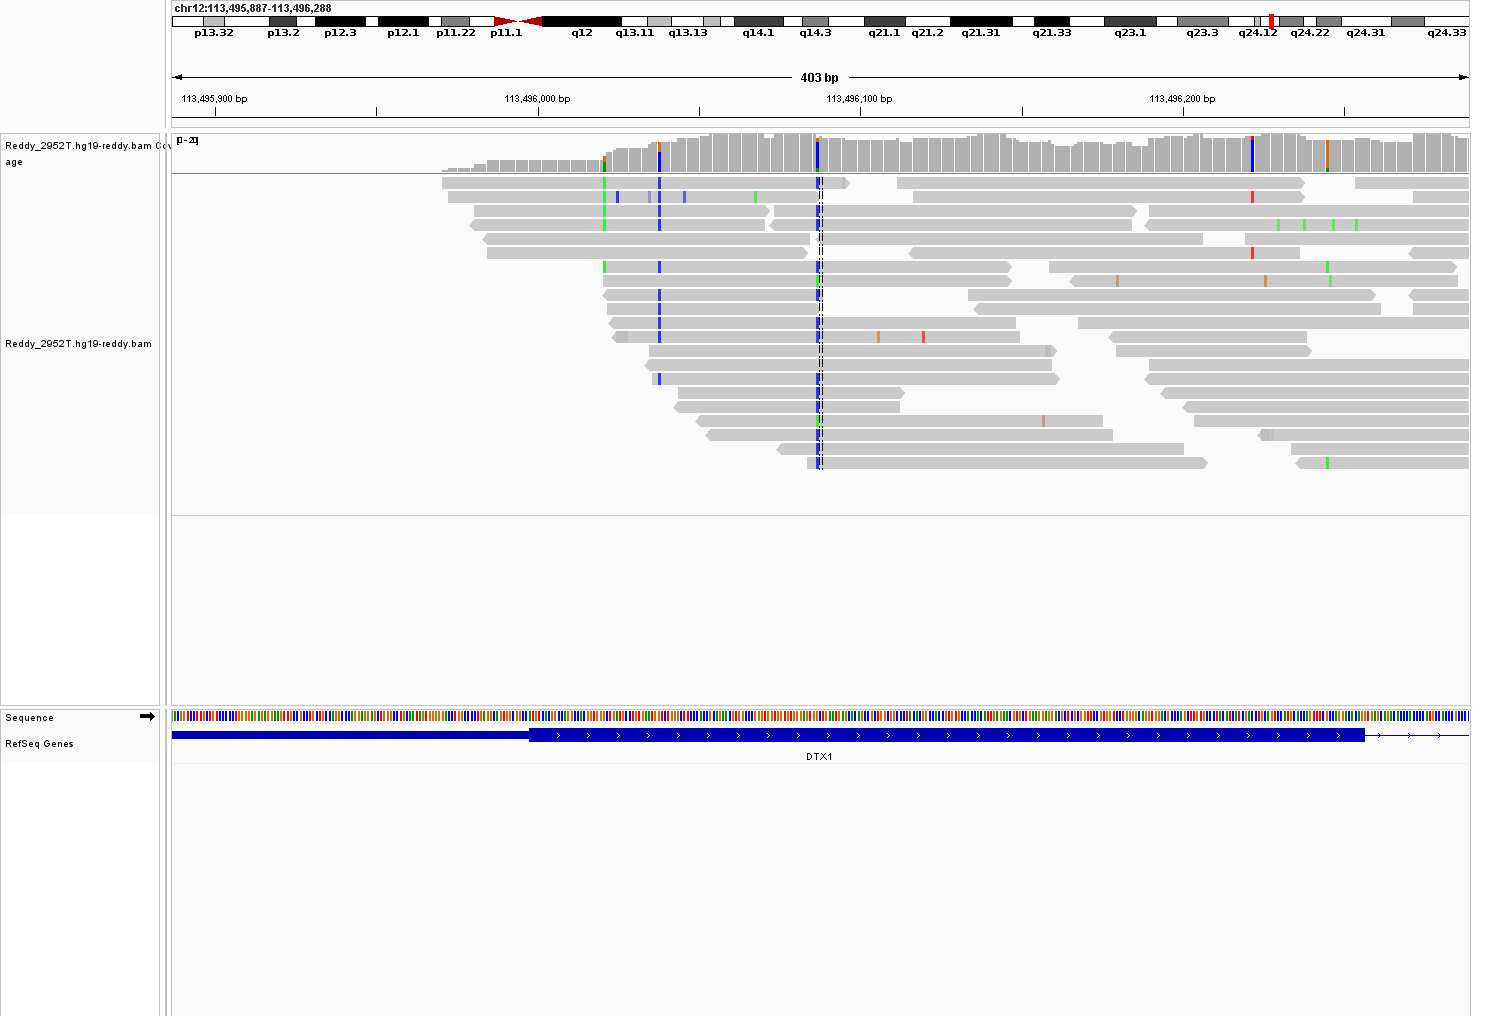 chr12:113,495,887-113,496,288
p13.32 p13.2 p12.3 p12.1 p11.22 p11.1 q12 q13.11 q13.13 q14.1 q14.3 q21.1 q21.2 q21.31 q21.33 q23.1 q23.3 q24.12 q24.22 q24.31 q24.33
403 bp
113,495,900 bp 113,496,000 bp 113,496,100 bp 113,496,200 bp
[0 - 20]
Reddy_2952T.hg19-reddy.bam Cov
age
Reddy_2952T.hg19-reddy.bam
Sequence
RefSeq Genes
DTX1